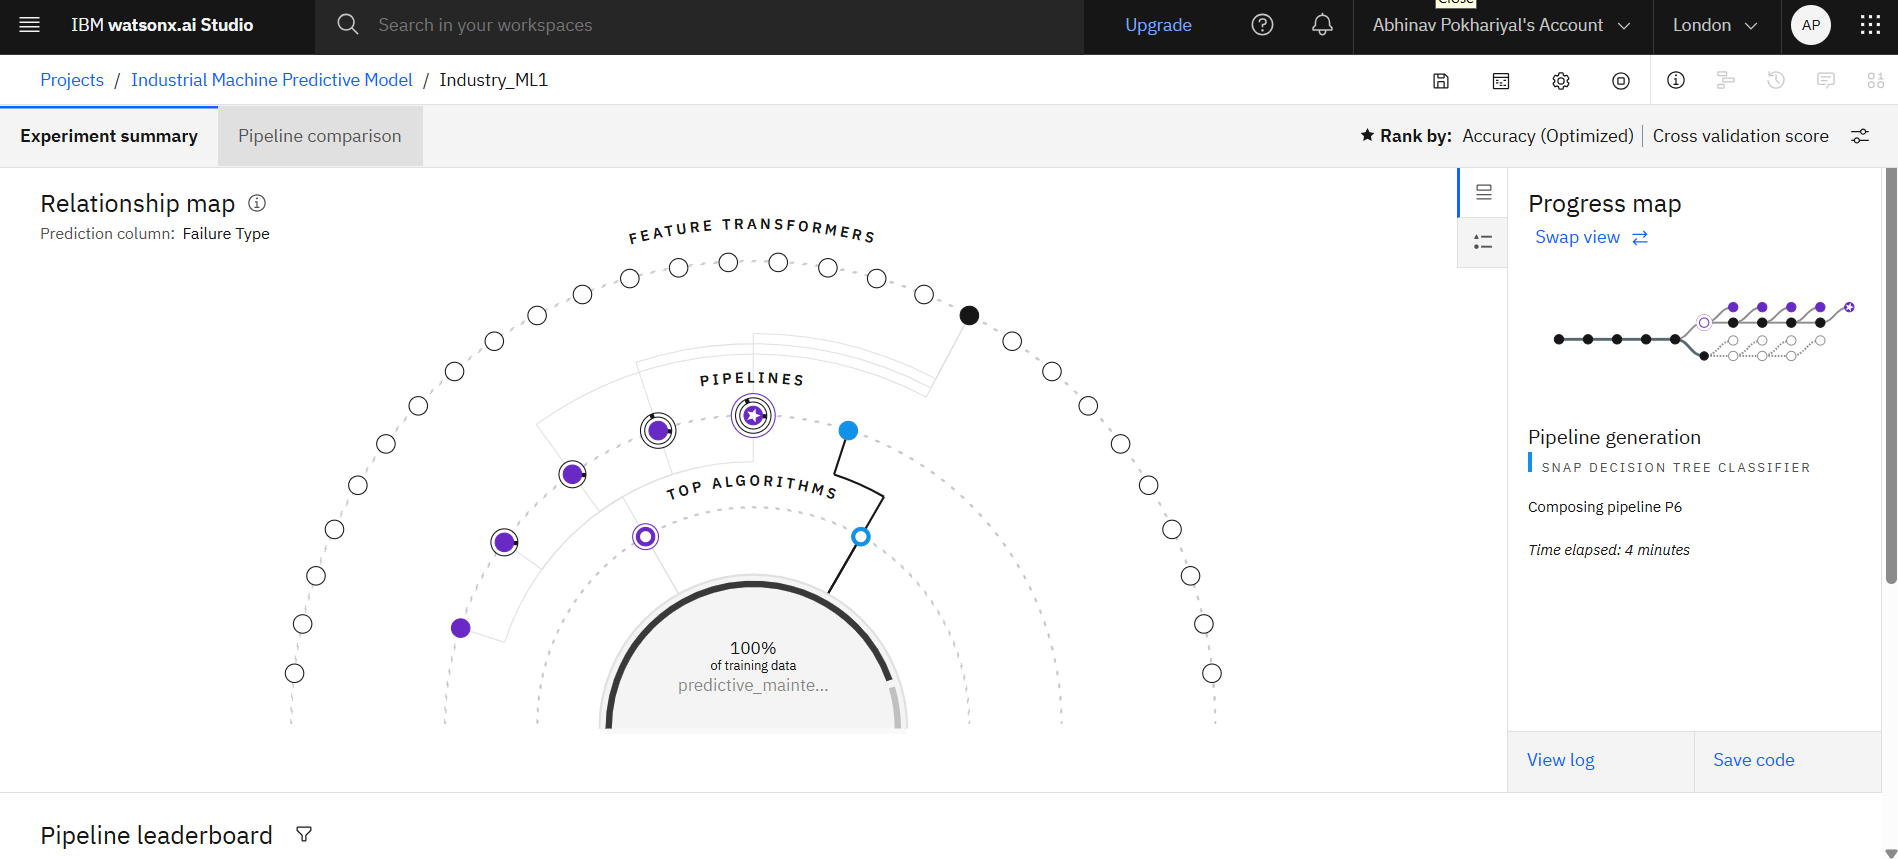 Close
IBM watsonx.ai Studio
Search in your workspaces
Upgrade
Abhinav Pokhariyal's Account
London
AP
Projects / Industrial Machine Predictive Model / Industry_ML1
Experiment summary
Pipeline comparison
Rank by: Accuracy (Optimized) | Cross validation score
Relationship map
Prediction column: Failure Type
FEATURE TRANSFORMERS
PIPELINES
TOP ALGORITHMS
100%
of training data
predictive_mainte...
Progress map
Swap view
Pipeline generation
SNAP DECISION TREE CLASSIFIER
Composing pipeline P6
Time elapsed: 4 minutes
View log
Save code
Pipeline leaderboard